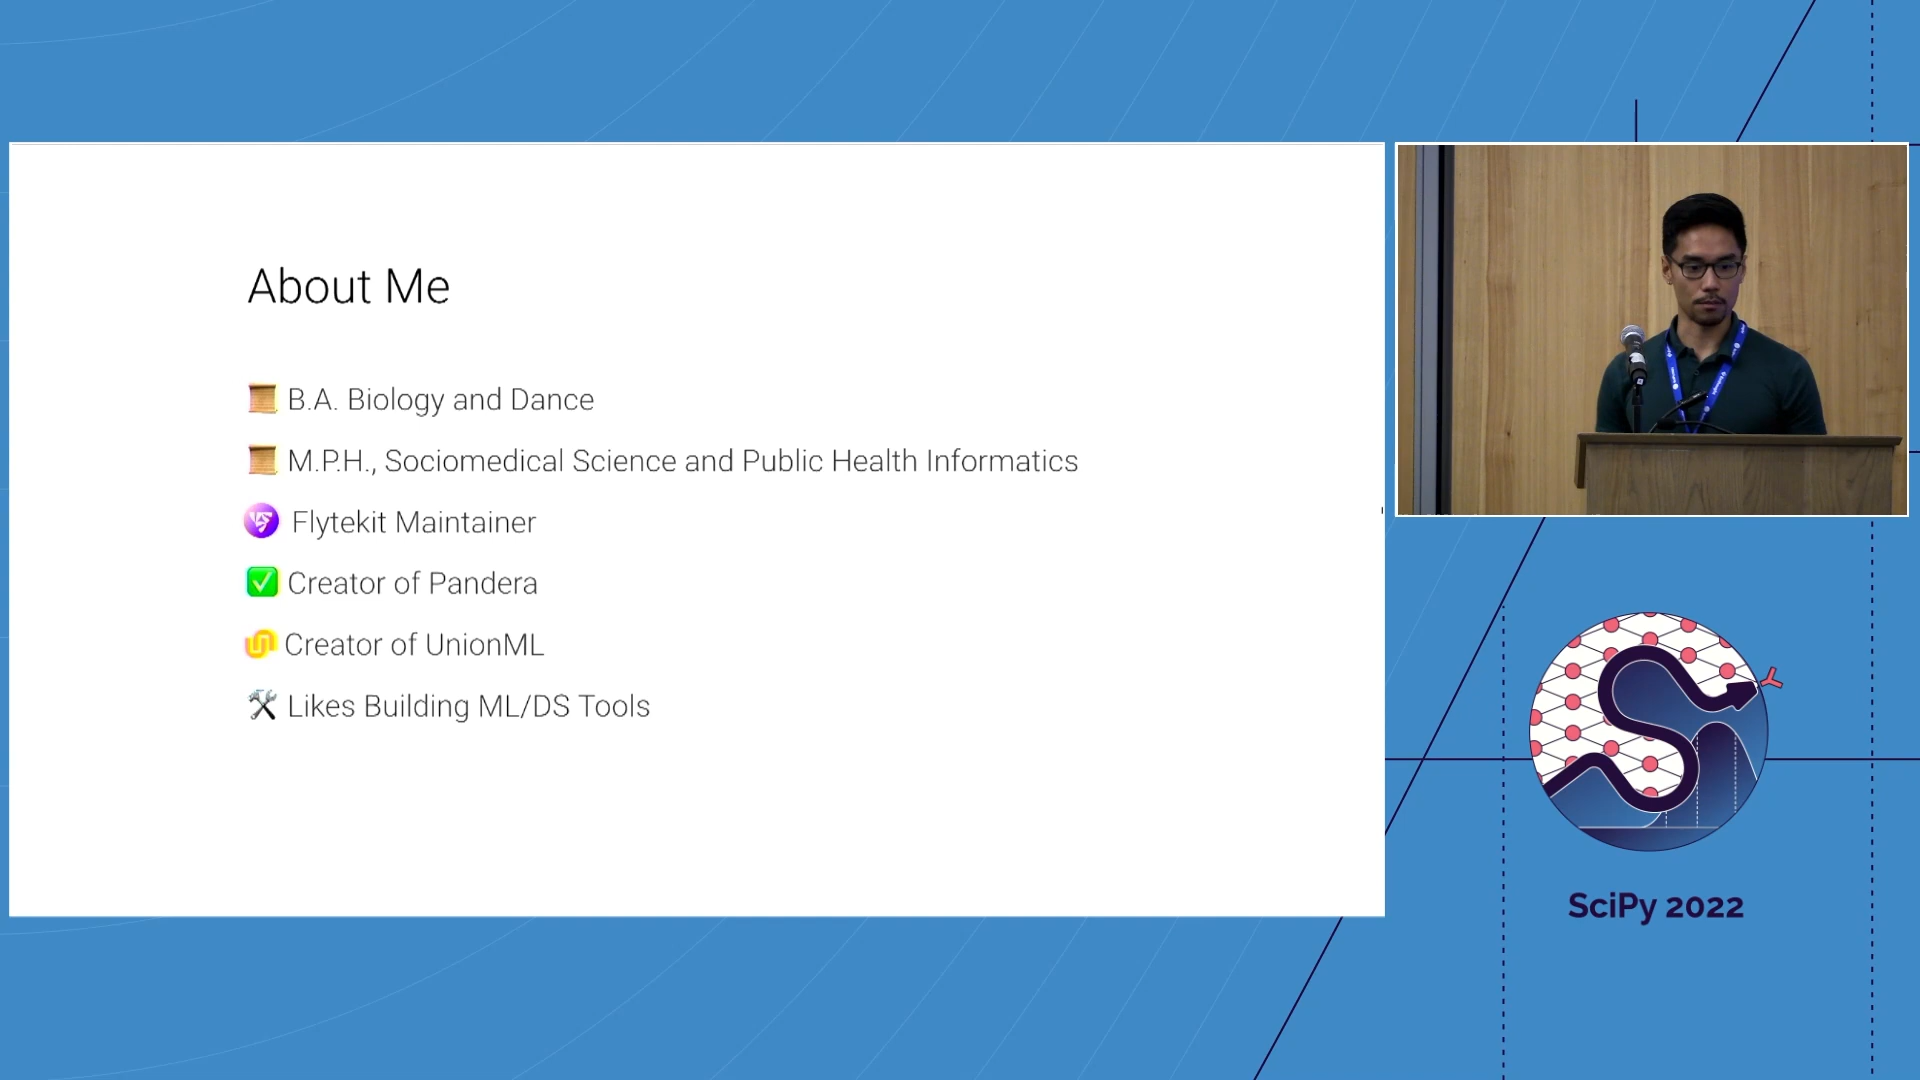 About Me
B.A. Biology and Dance
M.P.H., Sociomedical Science and Public Health Informatics
Flytekit Maintainer
Creator of Pandera
Creator of UnionML
Likes Building ML/DS Tools
SciPy 2022